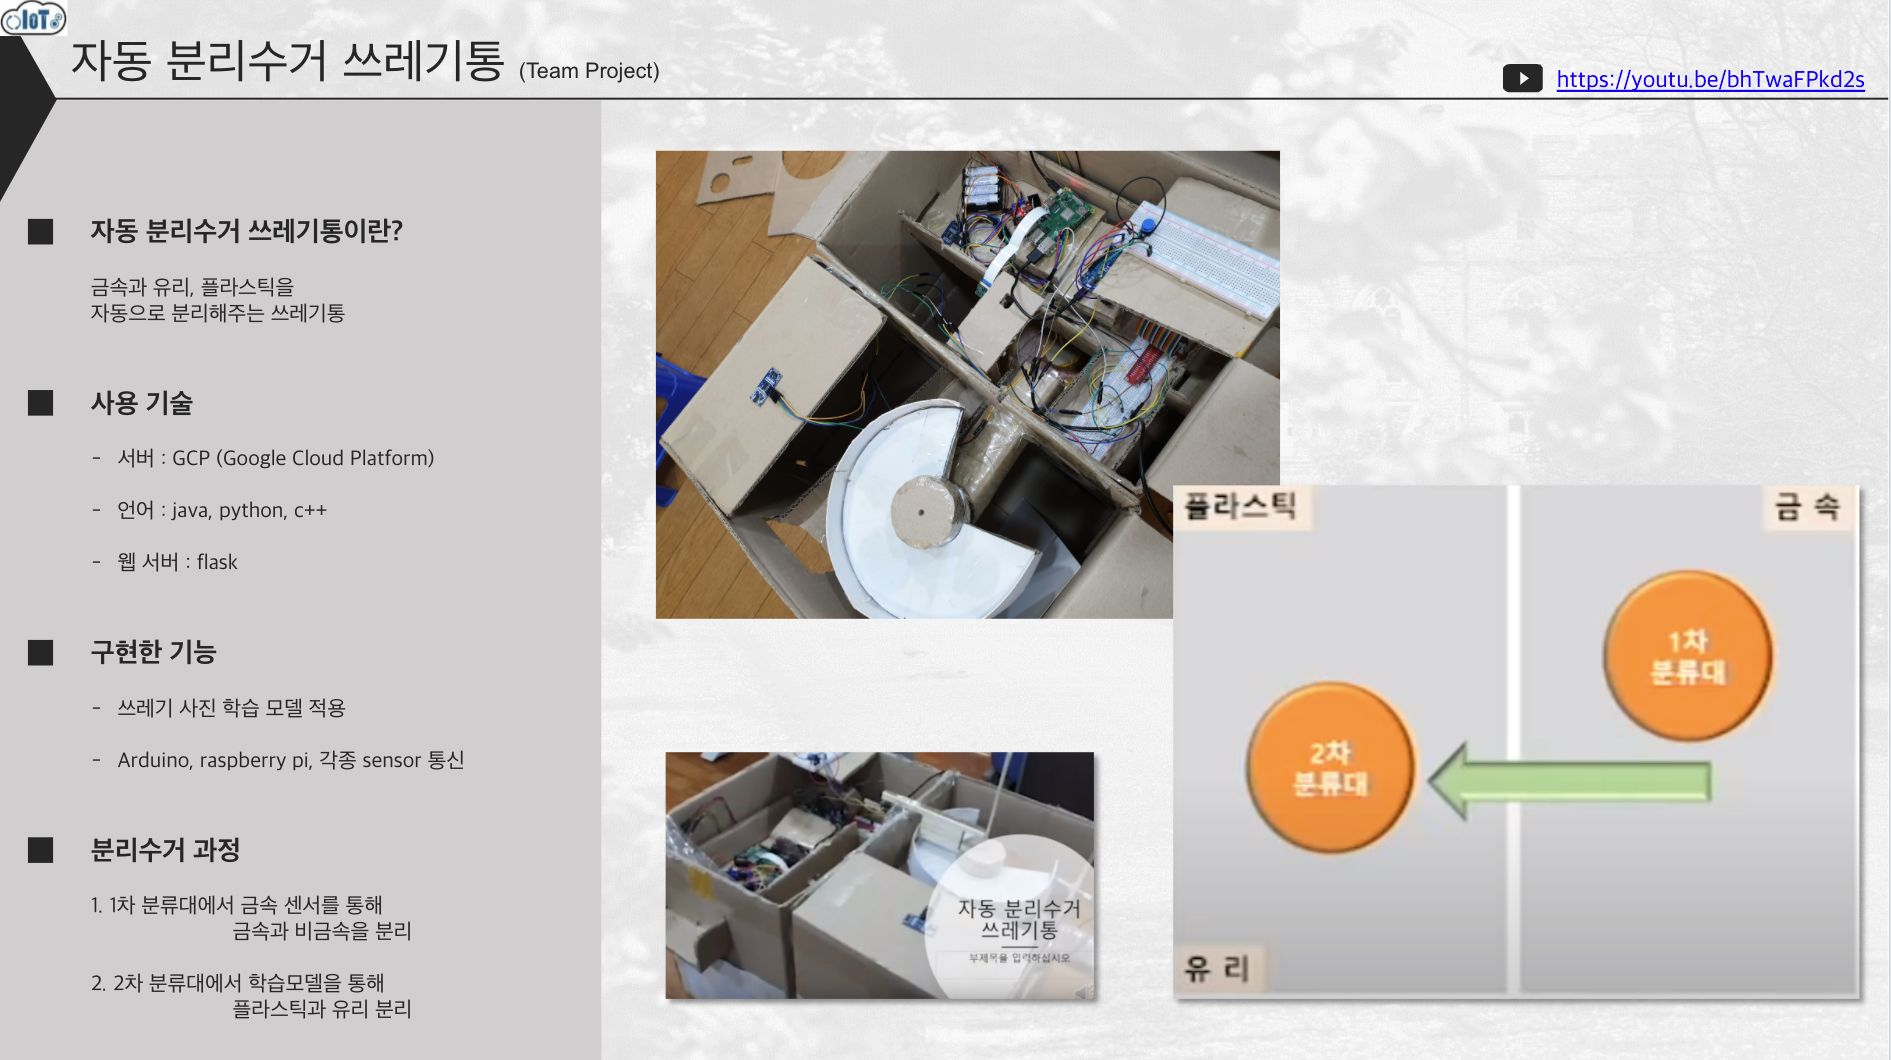 IoT
자동 분리수거 쓰레기통 (Team Project)
https://youtu.be/bhTwaFPkd2s
자동 분리수거 쓰레기통이란?
금속과 유리, 플라스틱을
자동으로 분리해주는 쓰레기통
사용 기술
- 서버 : GCP (Google Cloud Platform)
- 언어 : java, python, c++
- 웹 서버 : flask
구현한 기능
- 쓰레기 사진 학습 모델 적용
- Arduino, raspberry pi, 각종 sensor 통신
분리수거 과정
1. 1차 분류대에서 금속 센서를 통해
금속과 비금속을 분리
2. 2차 분류대에서 학습모델을 통해
플라스틱과 유리 분리
플라스틱
금 속
1차
분류대
2차
분류대
유 리
자동 분리수거
쓰레기통
부제목을 입력하십시오